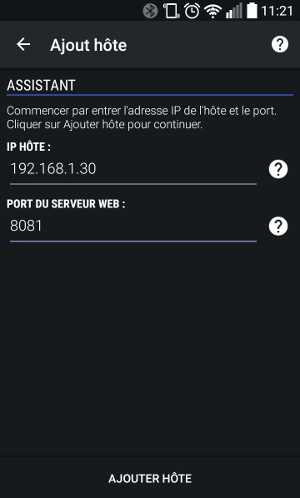 11:21
Ajout hôte
ASSISTANT
Commencer par entrer l'adresse IP de l'hôte et le port.
Cliquer sur Ajouter hôte pour continuer.
IP HÔTE :
192.168.1.30
PORT DU SERVEUR WEB :
8081
AJOUTER HÔTE